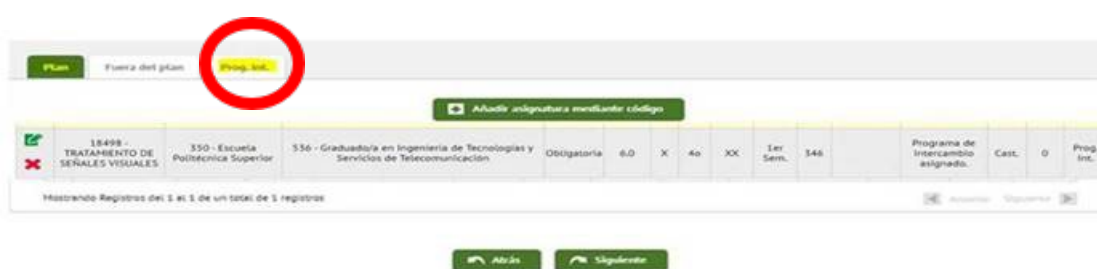 Plan Fuera del plan Prog. Int.
Añadir asignatura mediante código
18498 - TRATAMIENTO DE SEÑALES VISUALES
350 - Escuela Politécnica Superior
536 - Graduado/a en Ingeniería de Tecnologías y Servicios de Telecomunicación
Obligatoria
6.0
X
4o
XX
1er Sem.
546
Programa de intercambio asignado.
Cast.
0
Prog. Int.
Mostrando Registros del 1 al 1 de un total de 1 registros
Anterior Siguiente
Atrás Siguiente